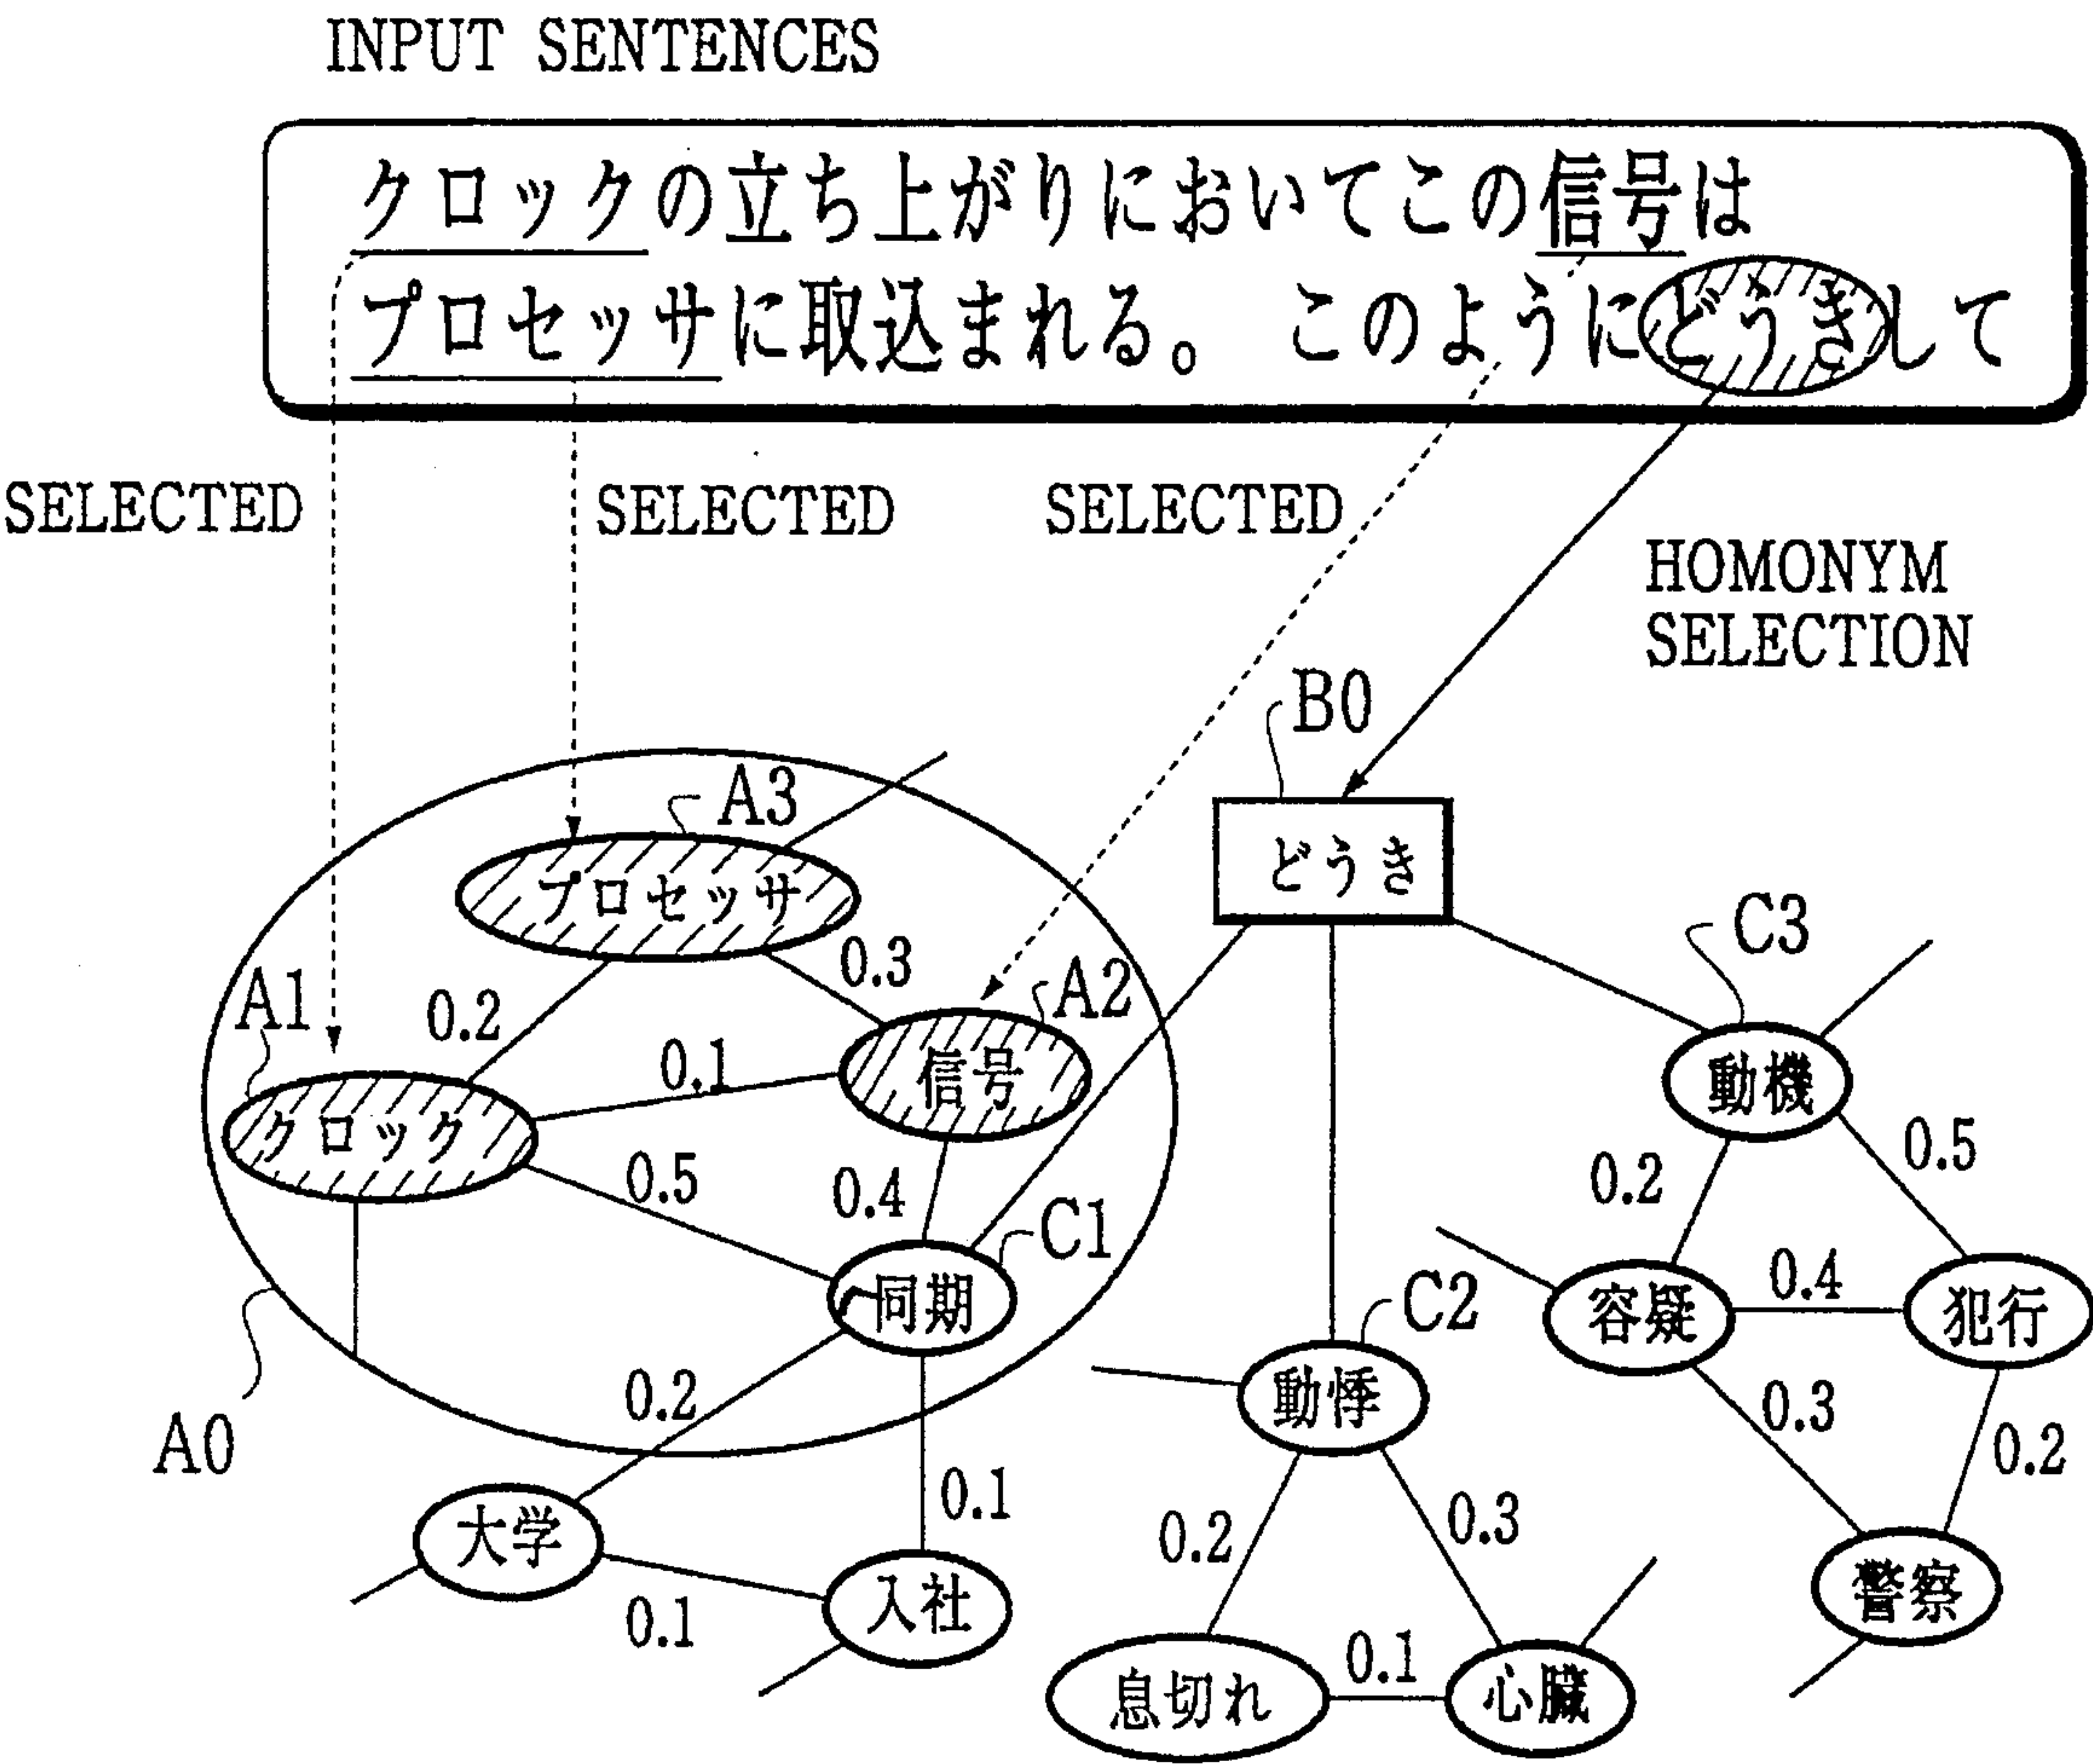 INPUT SENTENCES
クロックの立ち上がりにおいてこの信号は
プロセッサに取込まれる。 このようにどうきして
SELECTED
SELECTED
SELECTED
HOMONYM
SELECTION
B0
A3
プロセッサ
どうき
C3
0.3
A1
0.2
A2
0.1
信号
動機
クロック
0.5
0.5
0.4
0.2
C1
同期
C2
0.4
容疑
犯行
動悸
0.2
0.3
A0
0.2
0.1
大学
0.2
0.3
入社
0.1
警察
息切れ
0.1
心臓